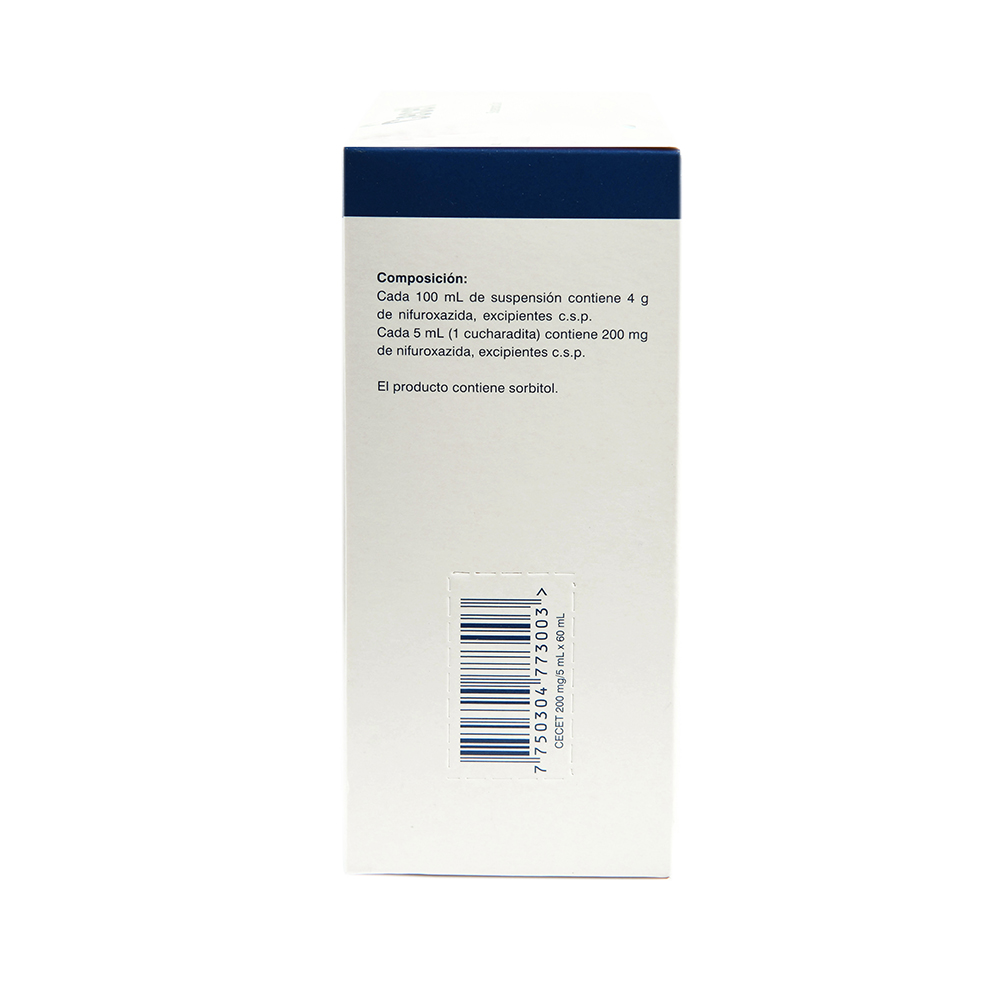 Composición:
Cada 100 mL de suspensión contiene 4 g
de nifuroxazida, excipientes c.s.p.
Cada 5 mL (1 cucharadita) contiene 200 mg
de nifuroxazida, excipientes c.s.p.
El producto contiene sorbitol.
7 750304 773003 >
CECET 200 mg/5 mL x 60 mL